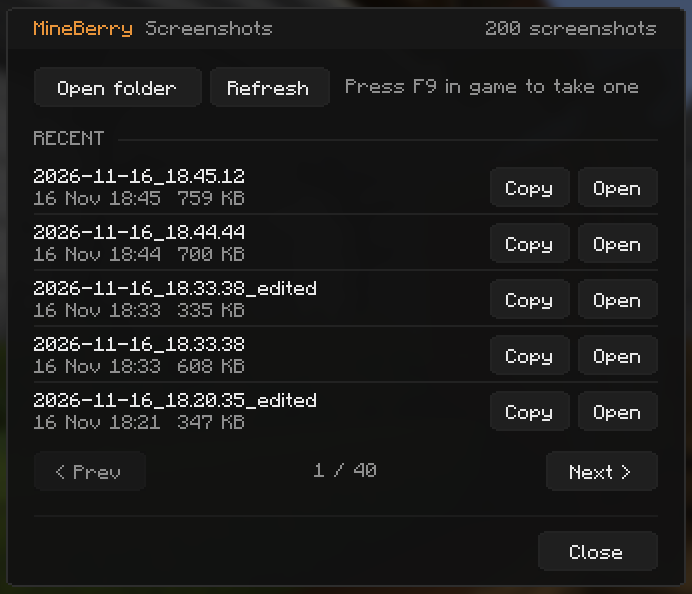 MineBerry Screenshots 200 screenshots
Open folder Refresh Press F9 in game to take one
RECENT
2026-11-16_18.45.12
16 Nov 18:45 759 KB
Copy Open
2026-11-16_18.44.44
16 Nov 18:44 700 KB
Copy Open
2026-11-16_18.33.38_edited
16 Nov 18:33 335 KB
Copy Open
2026-11-16_18.33.38
16 Nov 18:33 608 KB
Copy Open
2026-11-16_18.20.35_edited
16 Nov 18:21 347 KB
Copy Open
< Prev 1 / 40 Next >
Close